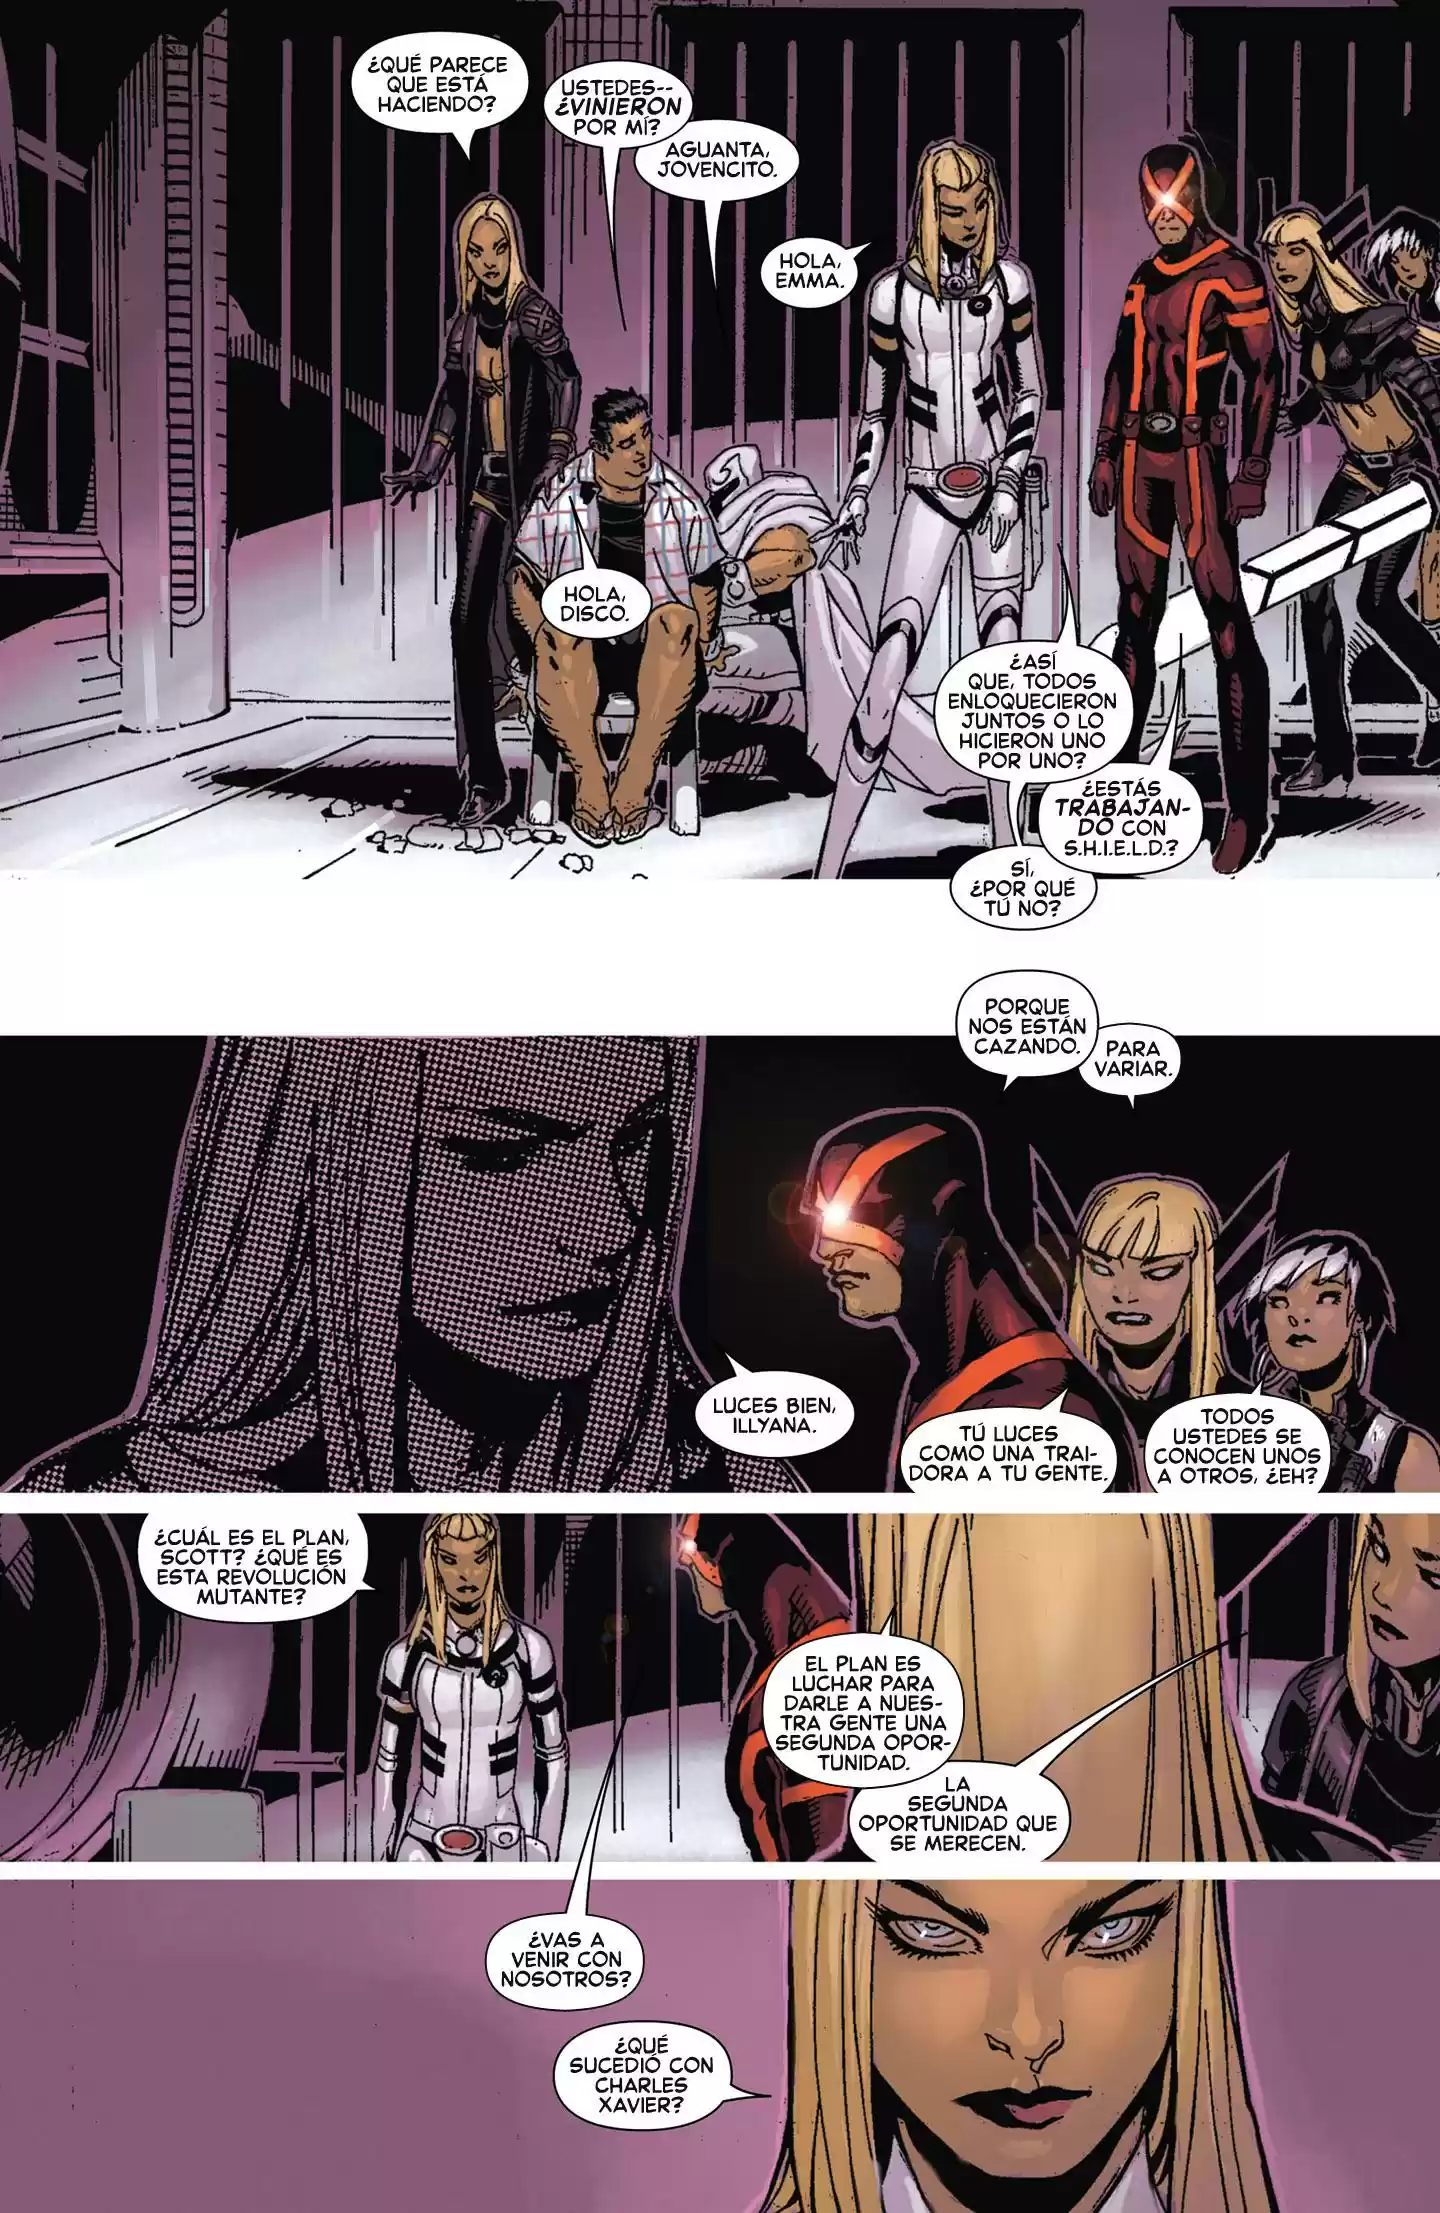 ¿QUÉ PARECE
QUE ESTÁ
HACIENDO?
USTEDES--
¿VINIERON
POR MÍ?
AGUANTA,
JOVENCITO.
HOLA,
EMMA.
HOLA,
DISCO.
¿ASÍ
QUE, TODOS
ENLOQUECIERON
JUNTOS O LO
HICIERON UNO
POR UNO?
¿ESTÁS
TRABAJAN-
DO CON
S.H.I.E.L.D.?
SÍ,
¿POR QUÉ
TÚ NO?
PORQUE
NOS ESTÁN
CAZANDO.
PARA
VARIAR.
LUCES BIEN,
ILLYANA.
TÚ LUCES
COMO UNA TRAI-
DORA A TU GENTE.
TODOS
USTEDES SE
CONOCEN UNOS
A OTROS, ¿EH?
¿CUÁL ES EL PLAN,
SCOTT? ¿QUÉ ES
ESTA REVOLUCIÓN
MUTANTE?
EL PLAN ES
LUCHAR PARA
DARLE A NUES-
TRA GENTE UNA
SEGUNDA OPOR-
TUNIDAD.
LA
SEGUNDA
OPORTUNIDAD QUE
SE MERECEN.
¿VAS A
VENIR CON
NOSOTROS?
¿QUÉ
SUCEDIÓ CON
CHARLES
XAVIER?